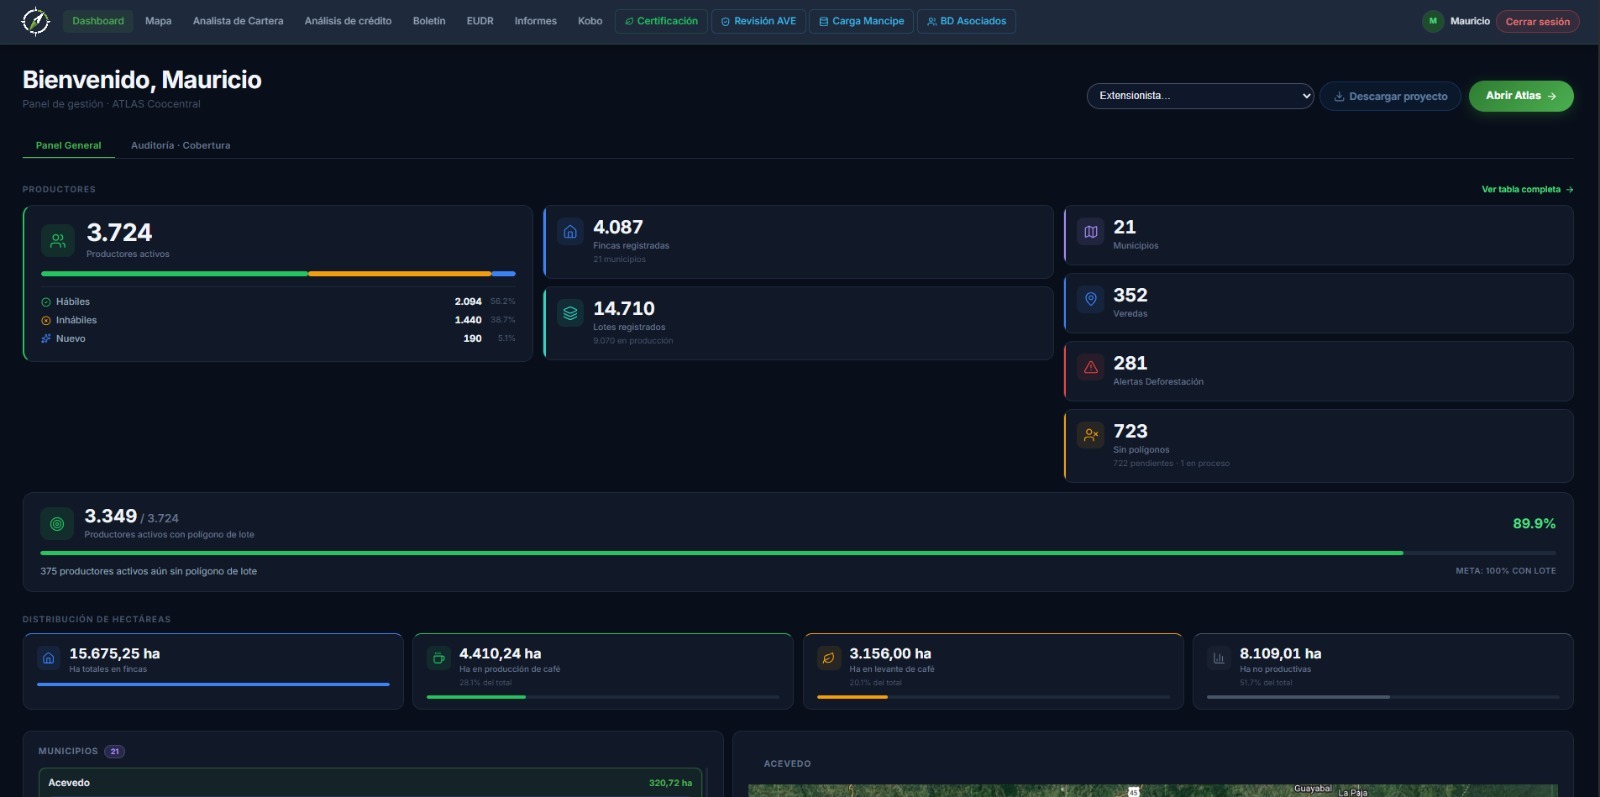 Dashboard Mapa Analista de Cartera Análisis de crédito Boletín EUDR Informes Kobo Certificación Revisión AVE Carga Mancipe BD Asociados M Mauricio Cerrar sesión
Bienvenido, Mauricio
Panel de gestión · ATLAS Coocentral
Extensionista... Descargar proyecto Abrir Atlas →
Panel General Auditoría · Cobertura
PRODUCTORES Ver tabla completa →
3.724
Productores activos
Hábiles 2.094 56.2%
Inhábiles 1.440 38.7%
Nuevo 190 5.1%
4.087
Fincas registradas
21 municipios
14.710
Lotes registrados
9.070 en producción
21
Municipios
352
Veredas
281
Alertas Deforestación
723
Sin polígonos
722 pendientes · 1 en proceso
3.349 / 3.724
Productores activos con polígono de lote
89.9%
375 productores activos aún sin polígono de lote
META: 100% CON LOTE
DISTRIBUCIÓN DE HECTÁREAS
15.675,25 ha
Ha totales en fincas
4.410,24 ha
Ha en producción de café
28.1% del total
3.156,00 ha
Ha en levante de café
20.1% del total
8.109,01 ha
Ha no productivas
51.7% del total
MUNICIPIOS 21
Acevedo 320,72 ha
ACEVEDO
45
Guayabal
La Paja